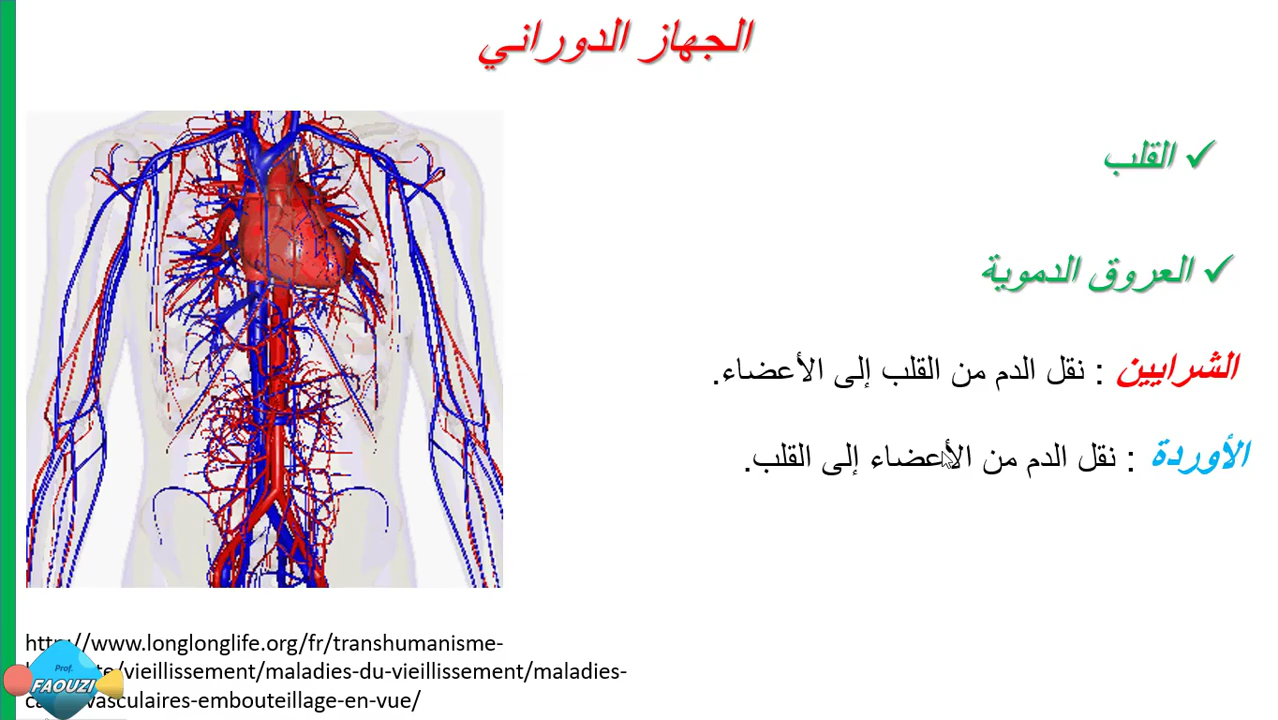 الجهاز الدوراني
✓ القلب
✓ العروق الدموية
الشرايين : نقل الدم من القلب إلى الأعضاء.
الأوردة : نقل الدم من الأعضاء إلى القلب.
http://www.longlonglife.org/fr/transhumanisme-
/vieillissement/maladies-du-vieillissement/maladies-
vasculaires-embouteillage-en-vue/
Prof.
FAOUZI